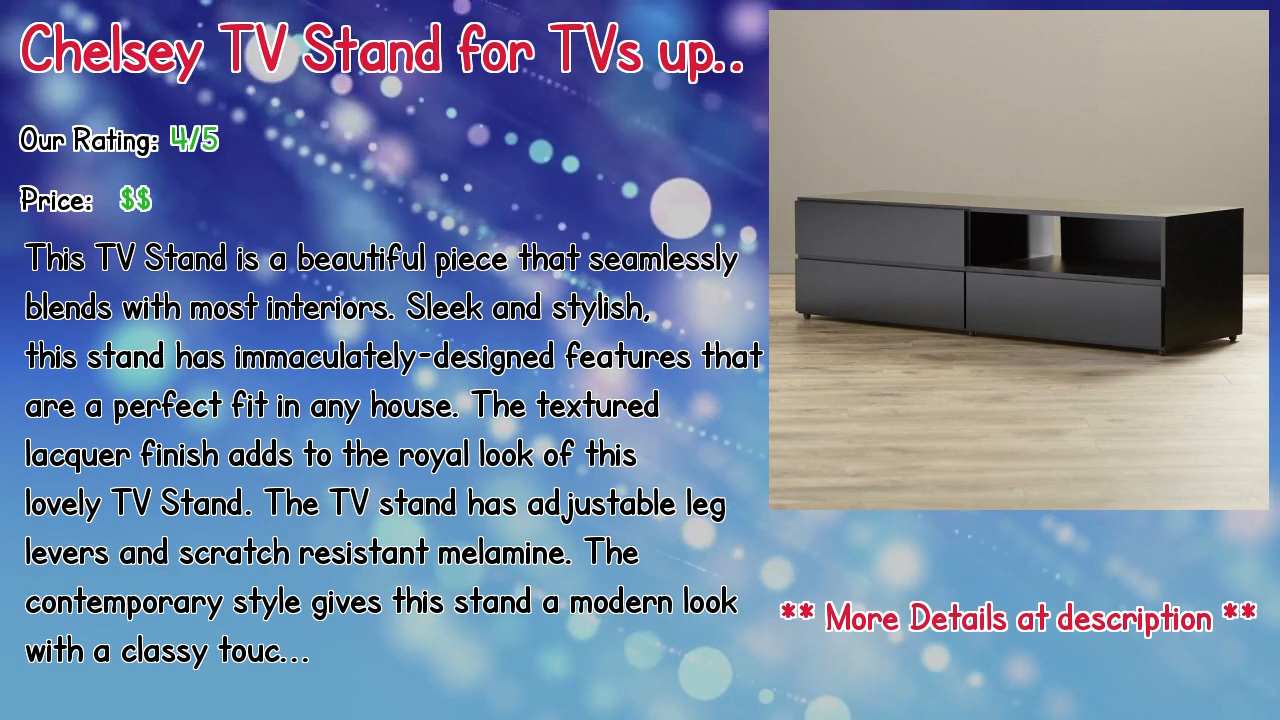 Chelsey TV Stand for TVs up..
Our Rating: 4/5
Price: $$
This TV Stand is a beautiful piece that seamlessly
blends with most interiors. Sleek and stylish,
this stand has immaculately-designed features that
are a perfect fit in any house. The textured
lacquer finish adds to the royal look of this
lovely TV Stand. The TV stand has adjustable leg
levers and scratch resistant melamine. The
contemporary style gives this stand a modern look
with a classy touc...
** More Details at description **